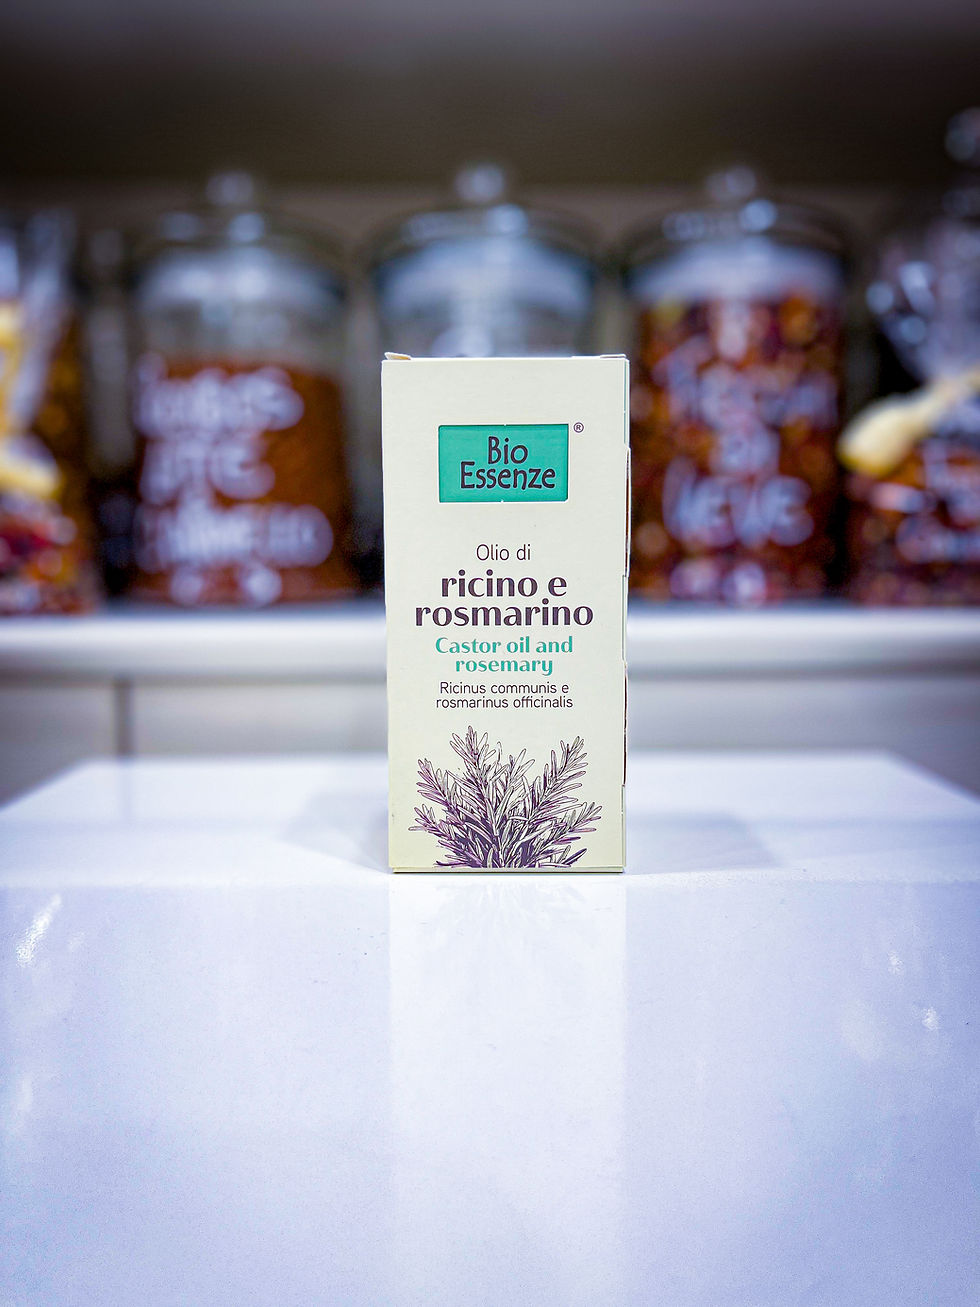 Bio
Essenze
®
Olio di
ricino e
rosmarino
Castor oil and
rosemary
Ricinus communis e
rosmarinus officinalis